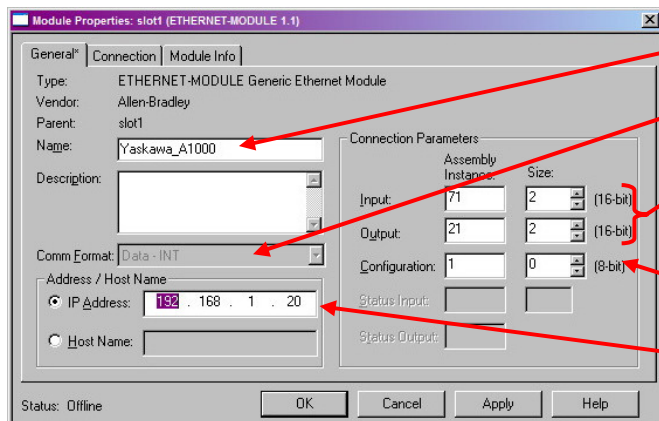 Module Properties: slot1 (ETHERNET-MODULE 1.1)
General* Connection Module Info
Type: ETHERNET-MODULE Generic Ethernet Module
Vendor: Allen-Bradley
Parent: slot1
Name: Yaskawa_A1000
Description:
Comm Format: Data - INT
Address / Host Name
IP Address: 192 . 168 . 1 . 20
Host Name:
Connection Parameters
Assembly
Instance: Size:
Input: 71 2 (16-bit)
Output: 21 2 (16-bit)
Configuration: 1 0 (8-bit)
Status Input:
Status Output:
Status: Offline OK Cancel Apply Help